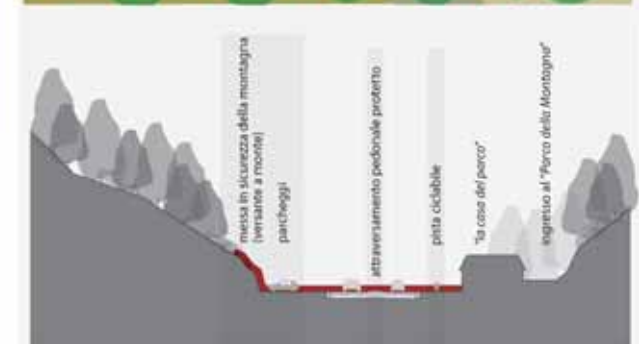 messa in sicurezza della montagna
(versante a monte)
parcheggi
attraversamento pedonale protetto
pista ciclabile
"la casa del parco"
ingresso al "Parco della Montagna"